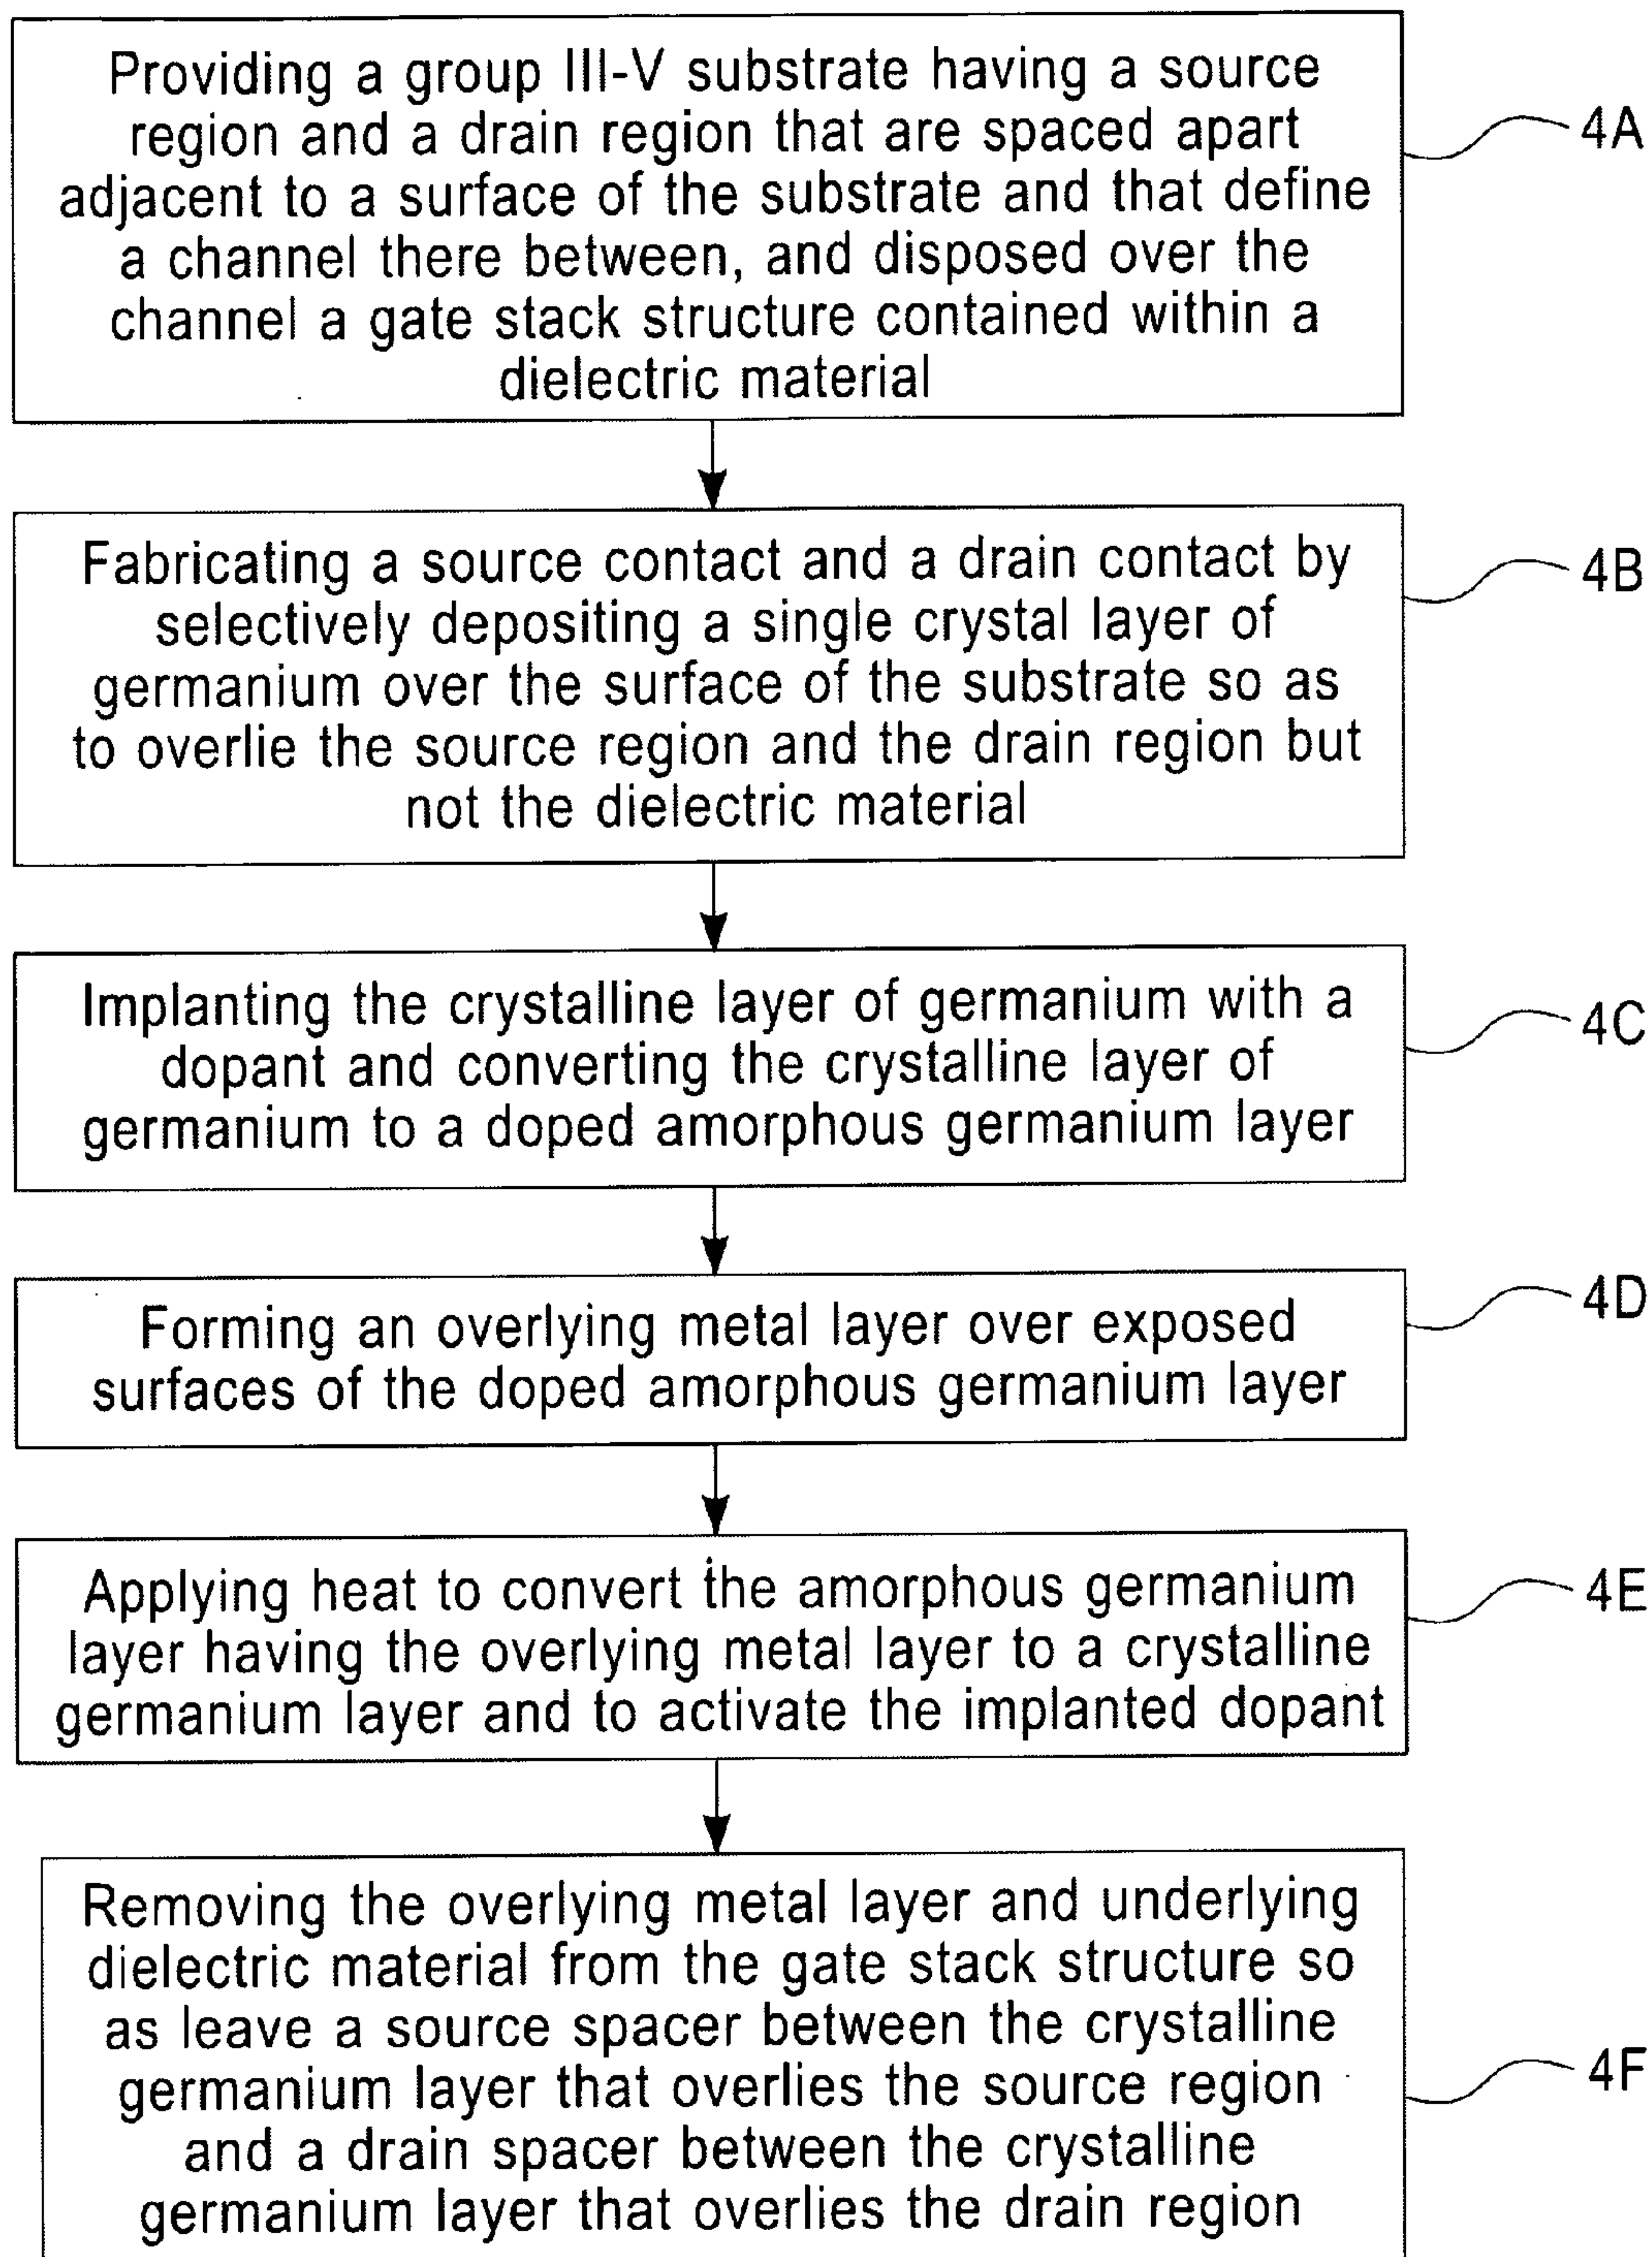 Providing a group III-V substrate having a source
region and a drain region that are spaced apart
adjacent to a surface of the substrate and that define
a channel there between, and disposed over the
channel a gate stack structure contained within a
dielectric material
4A
Fabricating a source contact and a drain contact by
selectively depositing a single crystal layer of
germanium over the surface of the substrate so as
to overlie the source region and the drain region but
not the dielectric material
4B
Implanting the crystalline layer of germanium with a
dopant and converting the crystalline layer of
germanium to a doped amorphous germanium layer
4C
Forming an overlying metal layer over exposed
surfaces of the doped amorphous germanium layer
4D
Applying heat to convert the amorphous germanium
layer having the overlying metal layer to a crystalline
germanium layer and to activate the implanted dopant
4E
Removing the overlying metal layer and underlying
dielectric material from the gate stack structure so
as leave a source spacer between the crystalline
germanium layer that overlies the source region
and a drain spacer between the crystalline
germanium layer that overlies the drain region
4F